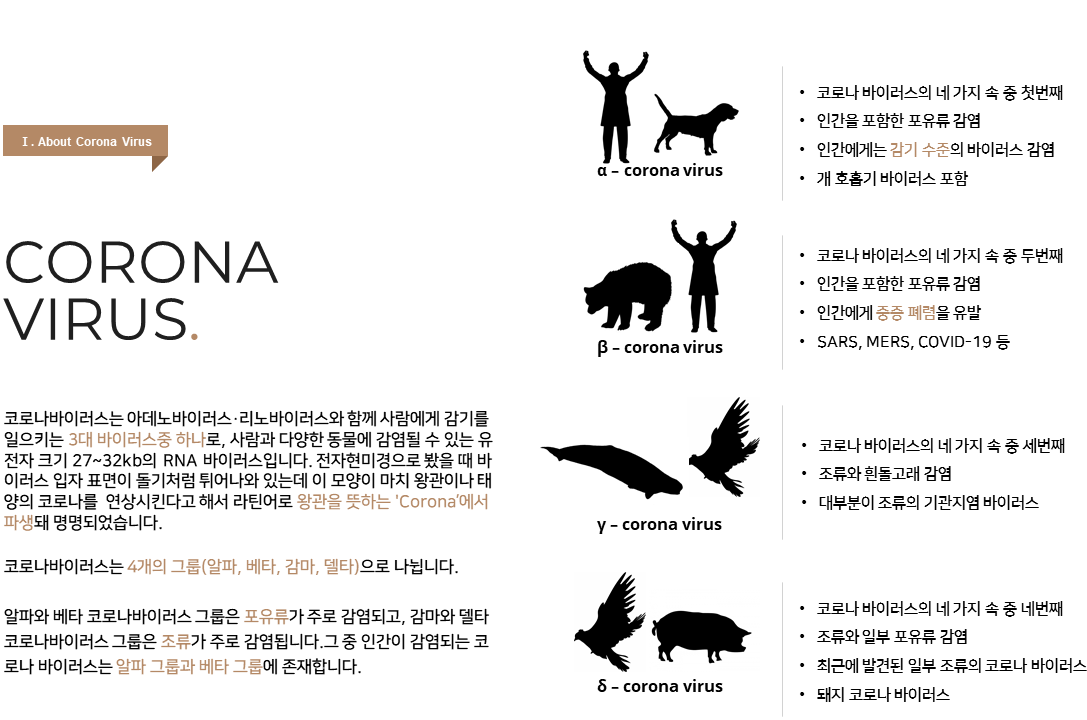 I. About Corona Virus
CORONA
VIRUS.
코로나바이러스는 아데노바이러스·리노바이러스와 함께 사람에게 감기를
일으키는 3대 바이러스중 하나로, 사람과 다양한 동물에 감염될 수 있는 유
전자 크기 27~32kb의 RNA 바이러스입니다. 전자현미경으로 봤을 때 바
이러스 입자 표면이 돌기처럼 튀어나와 있는데 이 모양이 마치 왕관이나 태
양의 코로나를 연상시킨다고 해서 라틴어로 왕관을 뜻하는 'Corona'에서
파생돼 명명되었습니다.
코로나바이러스는 4개의 그룹(알파, 베타, 감마, 델타)으로 나뉩니다.
알파와 베타 코로나바이러스 그룹은 포유류가 주로 감염되고, 감마와 델타
코로나바이러스 그룹은 조류가 주로 감염됩니다.그 중 인간이 감염되는 코
로나 바이러스는 알파 그룹과 베타 그룹에 존재합니다.
α – corona virus
• 코로나 바이러스의 네 가지 속 중 첫번째
• 인간을 포함한 포유류 감염
• 인간에게는 감기 수준의 바이러스 감염
• 개 호흡기 바이러스 포함
β – corona virus
• 코로나 바이러스의 네 가지 속 중 두번째
• 인간을 포함한 포유류 감염
• 인간에게 중증 폐렴을 유발
• SARS, MERS, COVID-19 등
γ – corona virus
• 코로나 바이러스의 네 가지 속 중 세번째
• 조류와 흰돌고래 감염
• 대부분이 조류의 기관지염 바이러스
δ – corona virus
• 코로나 바이러스의 네 가지 속 중 네번째
• 조류와 일부 포유류 감염
• 최근에 발견된 일부 조류의 코로나 바이러스
• 돼지 코로나 바이러스